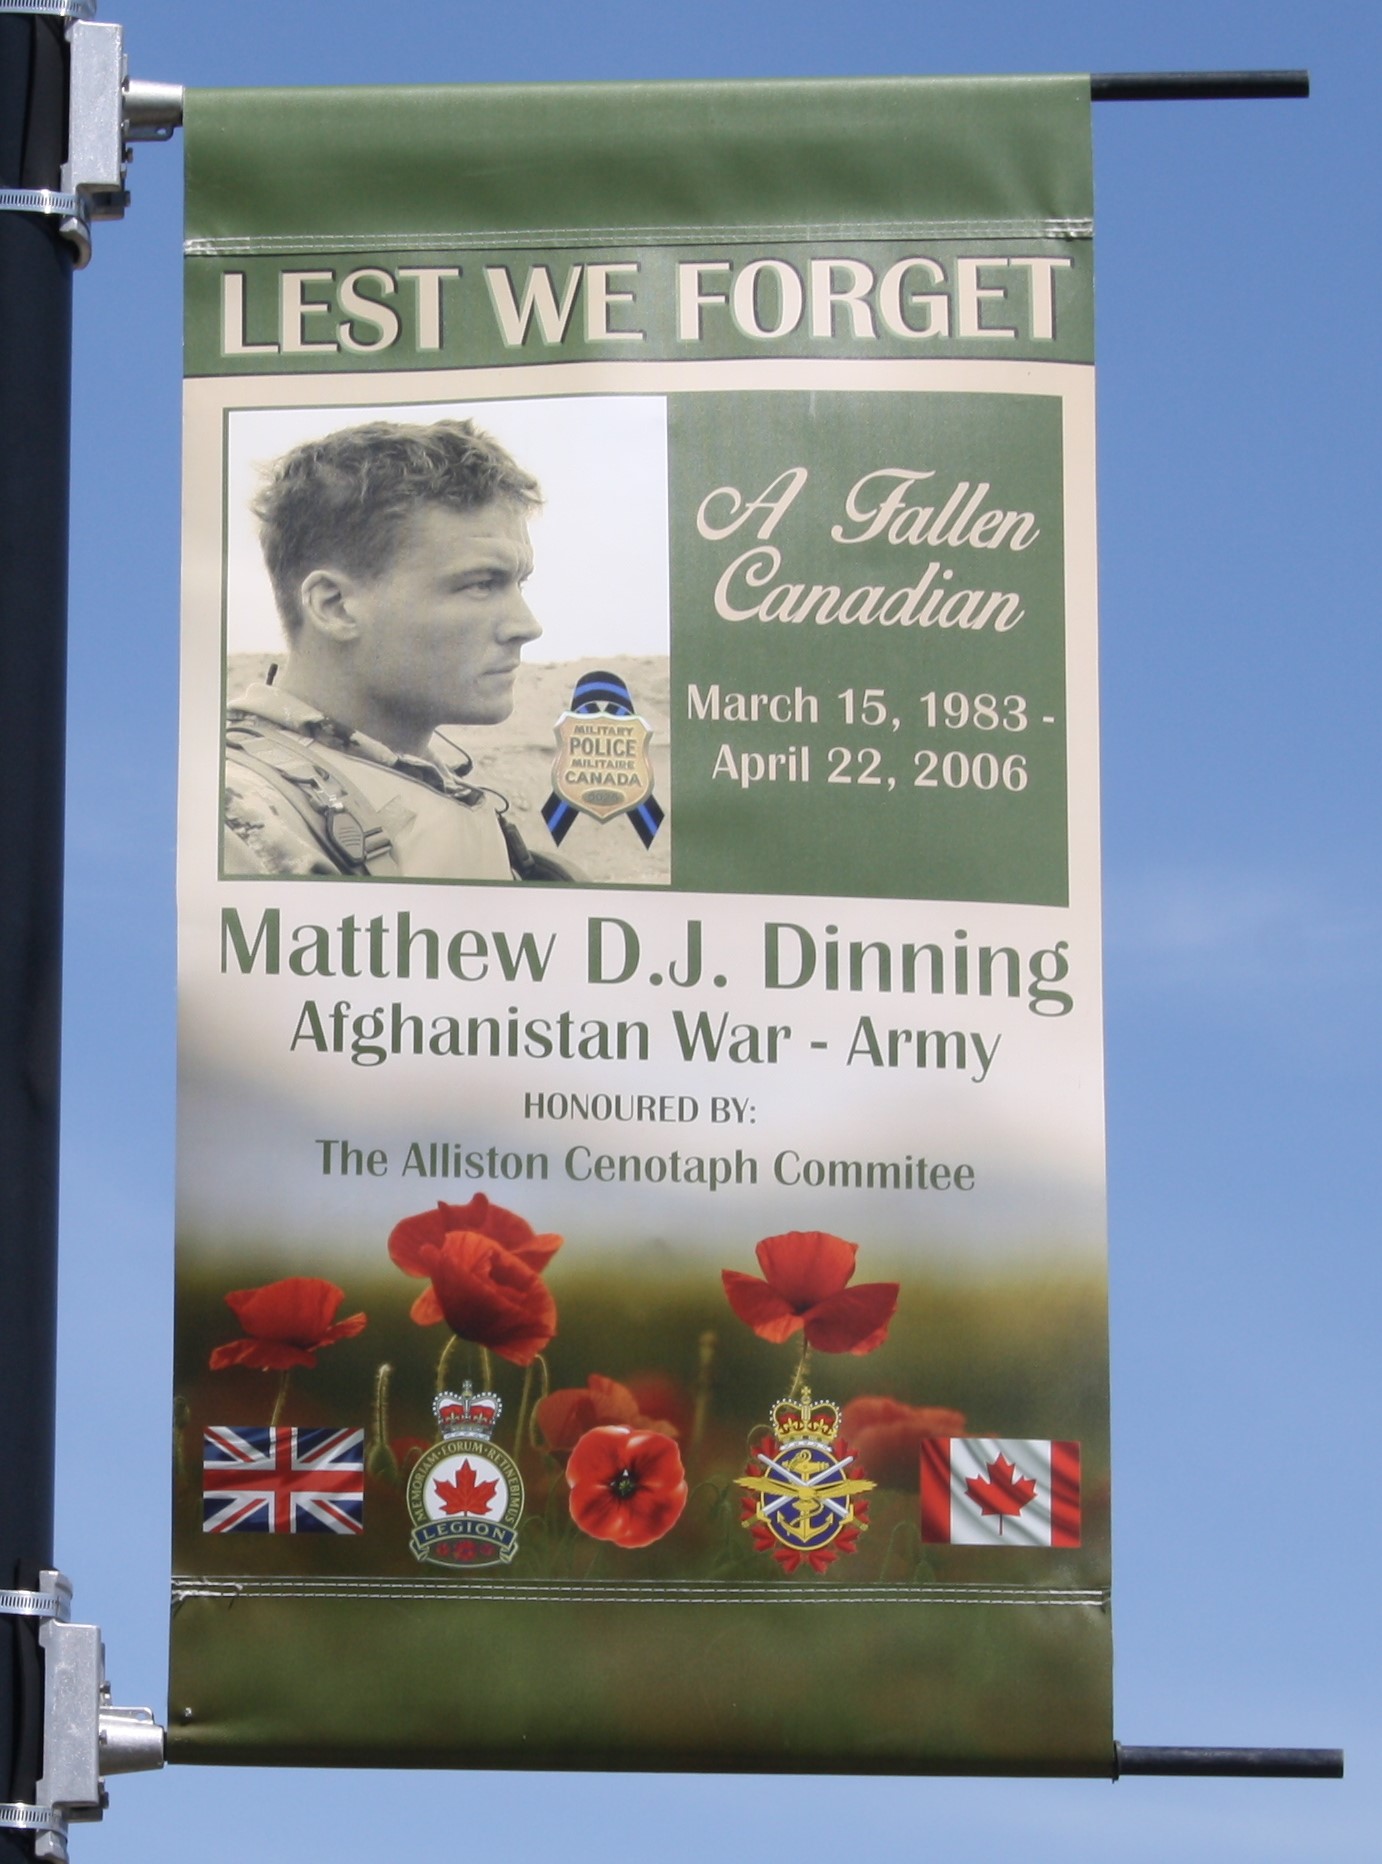 LEST WE FORGET
A Fallen
Canadian
March 15, 1983 -
April 22, 2006
MILITARY
POLICE
MILITAIRE
CANADA
Matthew D.J. Dinning
Afghanistan War - Army
HONOURED BY:
The Alliston Cenotaph Commitee
MEMORIAM·FORUM·RETINEBIMUS
LEGION